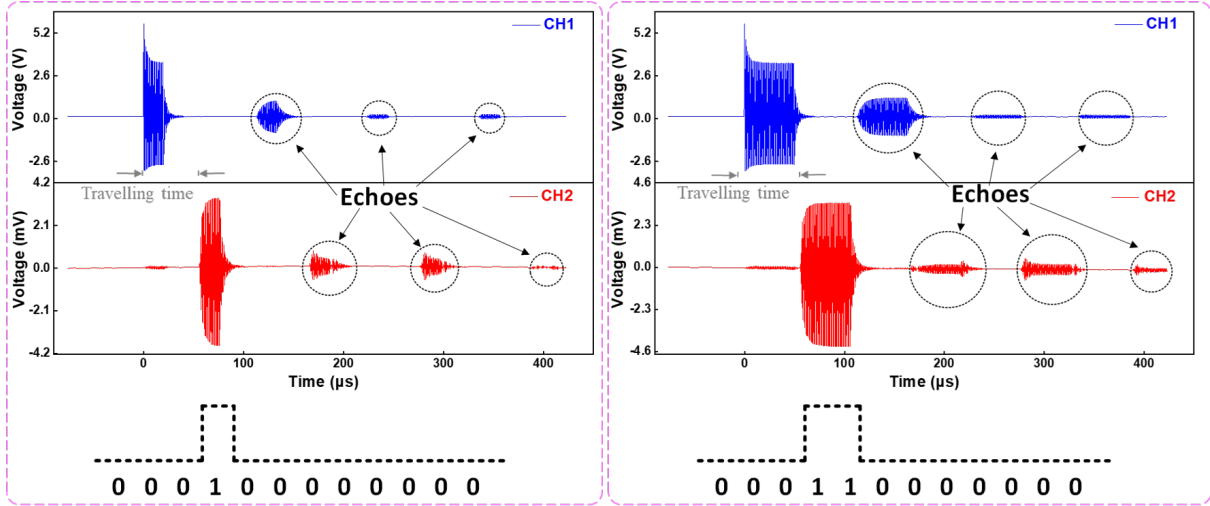 CH1
5.2
2.6
0.0
-2.6
Voltage (V)
Travelling time
Echoes
4.2
CH2
2.1
0.0
-2.1
-4.2
Voltage (mV)
0 100 200 300 400
Time (µs)
0 0 0 1 0 0 0 0 0 0 0
CH1
5.2
2.6
0.0
-2.6
Voltage (V)
Travelling time
Echoes
4.6
CH2
2.3
0.0
-2.3
-4.6
Voltage (mV)
0 100 200 300 400
Time (µs)
0 0 0 1 1 0 0 0 0 0 0 0